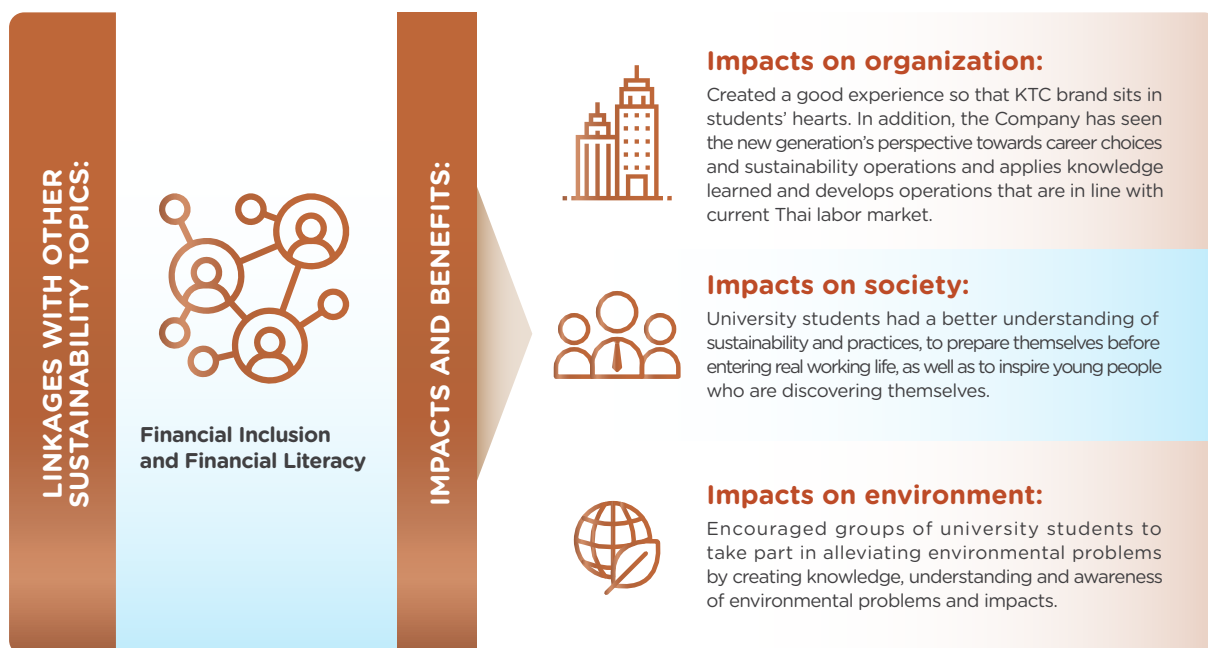 LINKAGES WITH OTHER
SUSTAINABILITY TOPICS:
Financial Inclusion
and Financial Literacy
IMPACTS AND BENEFITS:
Impacts on organization:
Created a good experience so that KTC brand sits in
students’ hearts. In addition, the Company has seen
the new generation’s perspective towards career choices
and sustainability operations and applies knowledge
learned and develops operations that are in line with
current Thai labor market.
Impacts on society:
University students had a better understanding of
sustainability and practices, to prepare themselves before
entering real working life, as well as to inspire young people
who are discovering themselves.
Impacts on environment:
Encouraged groups of university students to
take part in alleviating environmental problems
by creating knowledge, understanding and awareness
of environmental problems and impacts.